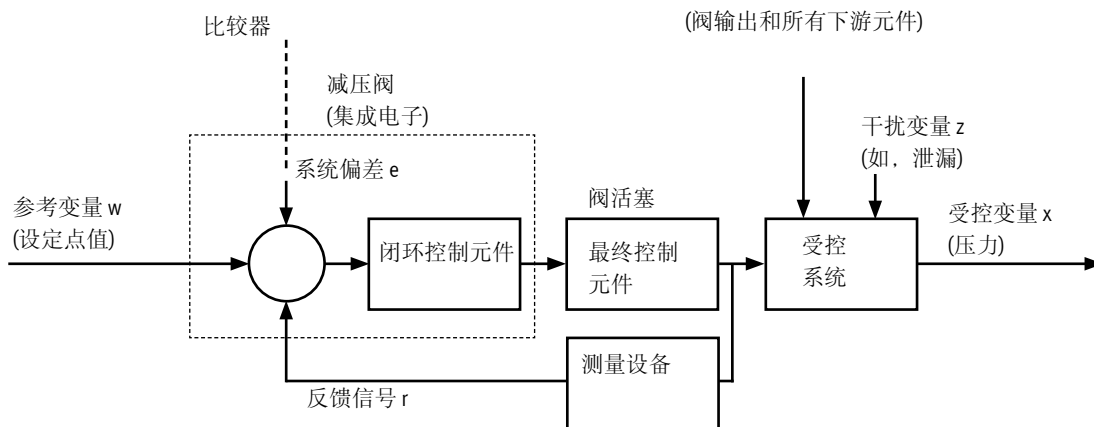 比较器
(阀输出和所有下游元件)
减压阀
(集成电子)
干扰变量 z
(如，泄漏)
系统偏差 e
参考变量 w
(设定点值)
阀活塞
受控变量 x
(压力)
闭环控制元件
最终控制
元件
受控
系统
测量设备
反馈信号 r